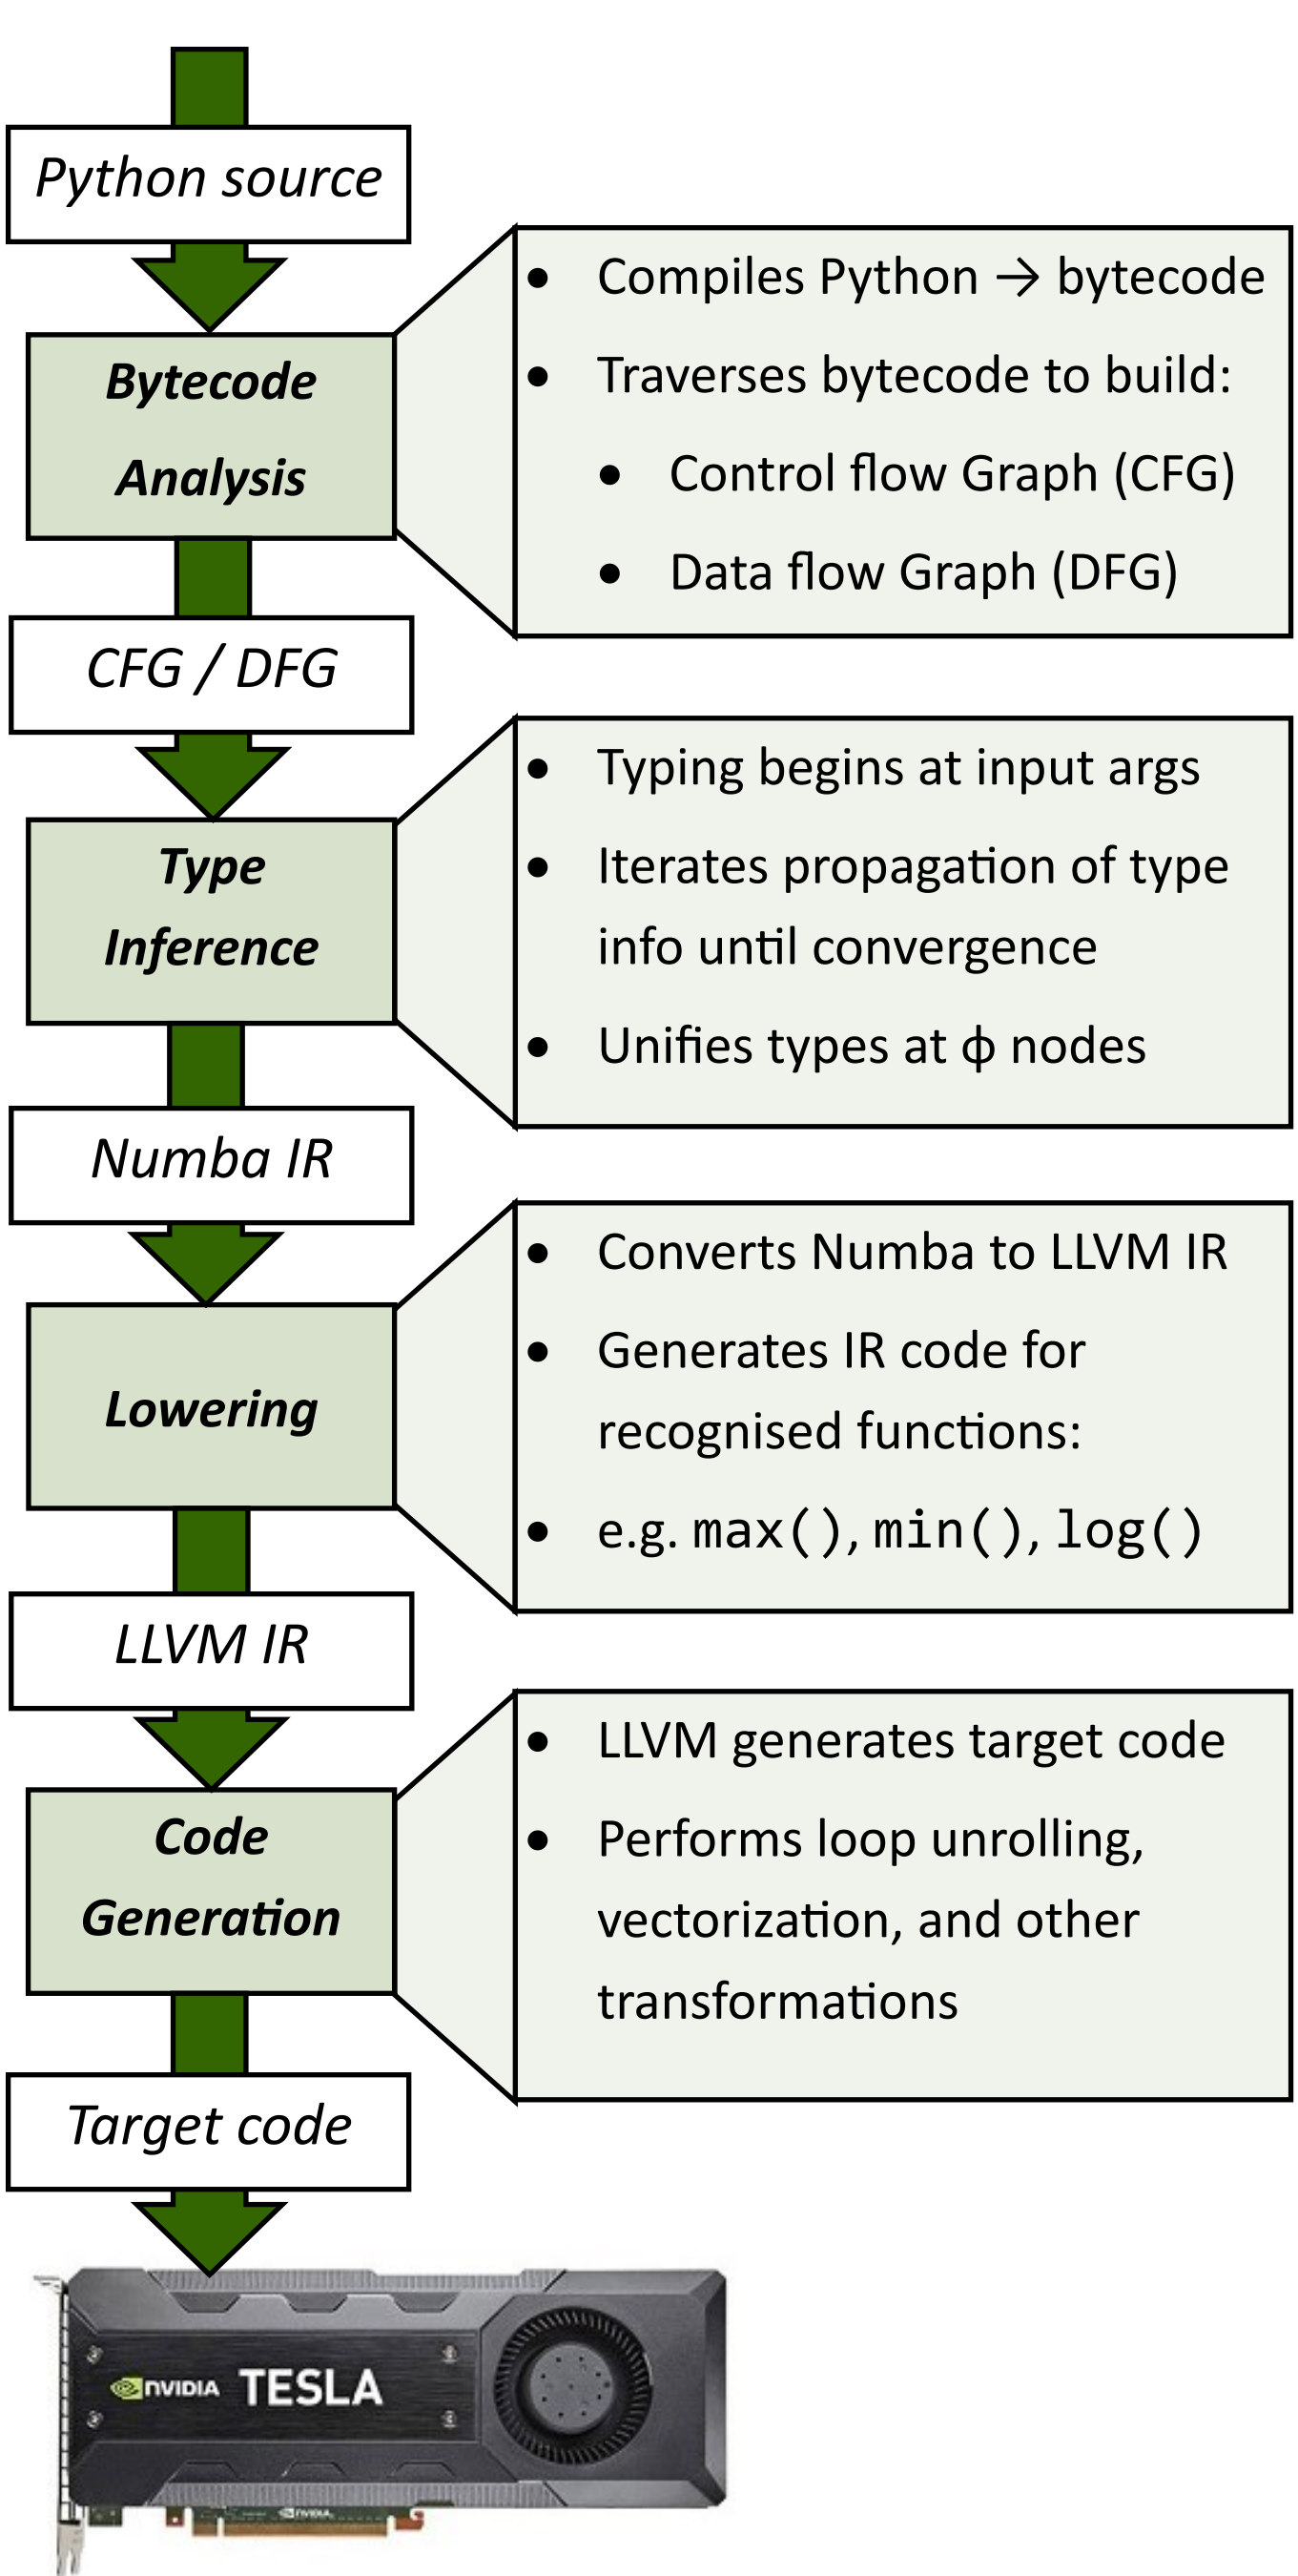 Python source
Bytecode
Analysis
• Compiles Python → bytecode
• Traverses bytecode to build:
• Control flow Graph (CFG)
• Data flow Graph (DFG)
CFG / DFG
Type
Inference
• Typing begins at input args
• Iterates propagation of type
info until convergence
• Unifies types at ϕ nodes
Numba IR
Lowering
• Converts Numba to LLVM IR
• Generates IR code for
recognised functions:
• e.g. max(), min(), log()
LLVM IR
Code
Generation
• LLVM generates target code
• Performs loop unrolling,
vectorization, and other
transformations
Target code
NVIDIA TESLA
NVIDIA